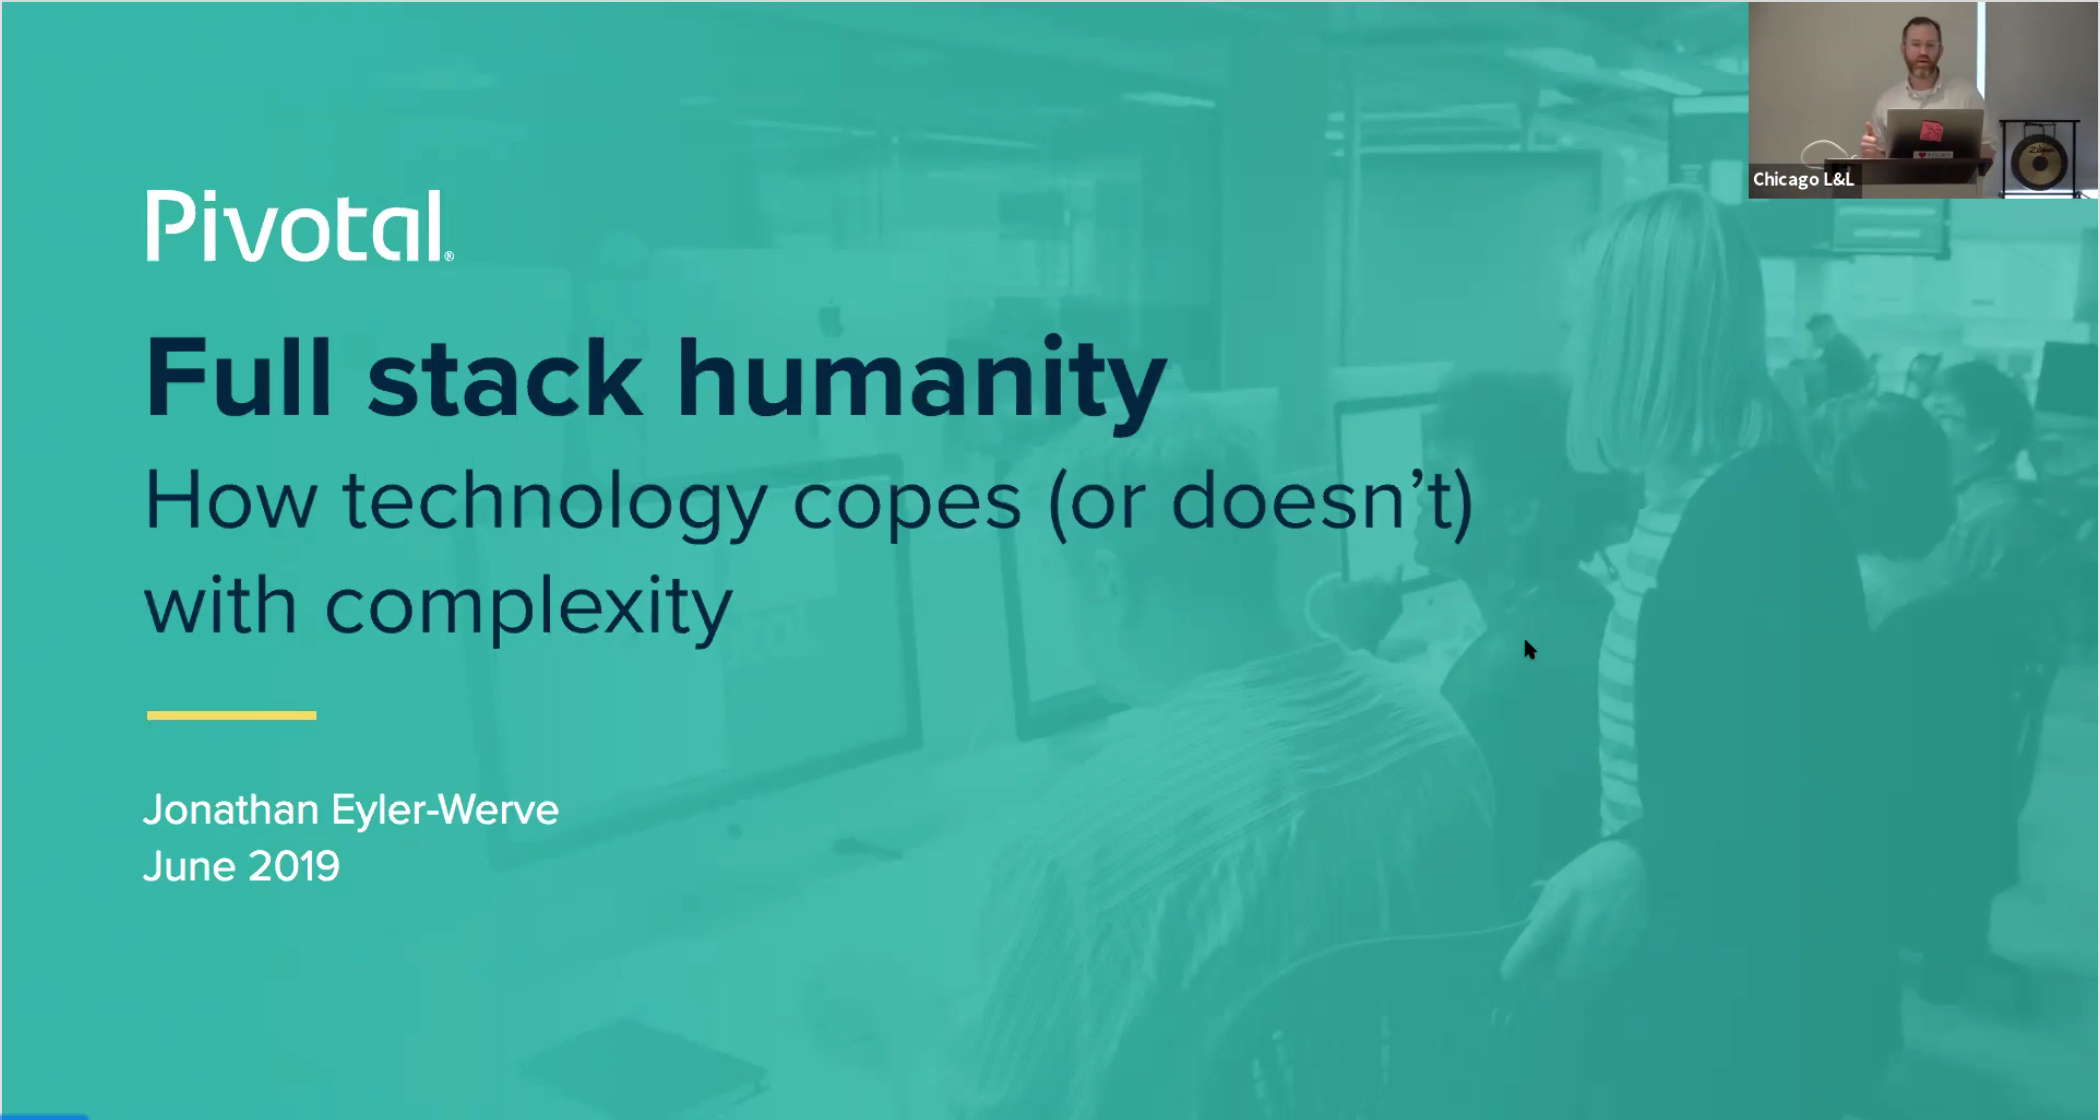 Pivotal®
Full stack humanity
How technology copes (or doesn’t)
with complexity
Jonathan Eyler-Werve
June 2019
Chicago L&L